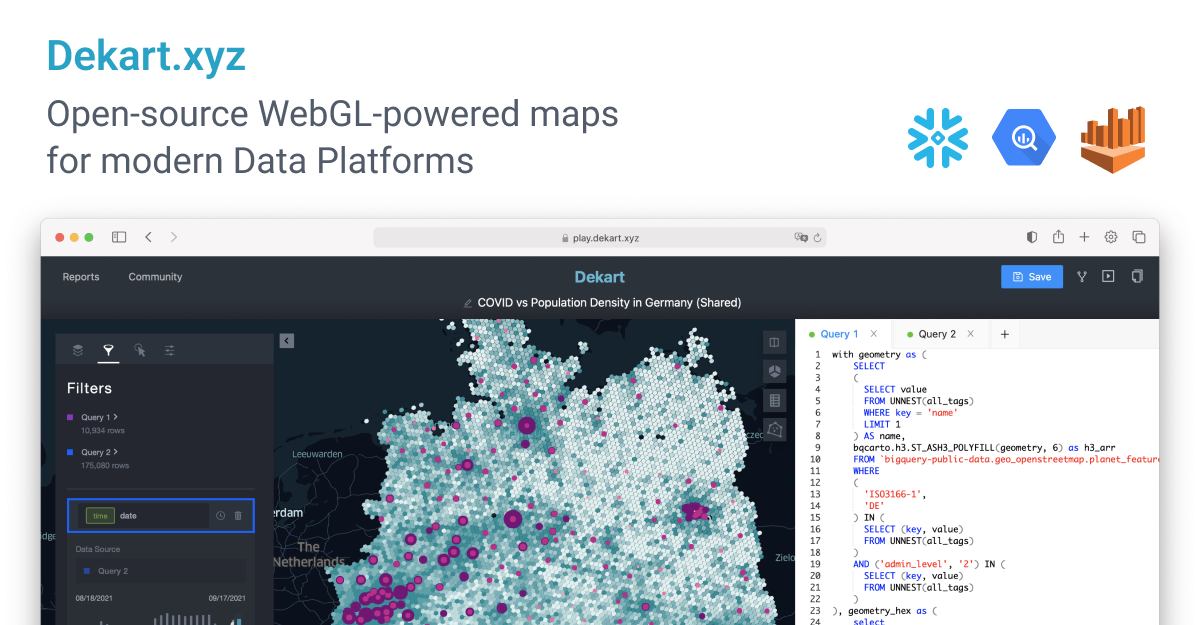 Dekart.xyz
Open-source WebGL-powered maps
for modern Data Platforms
play.dekart.xyz
Reports
Community
Dekart
Save
COVID vs Population Density in Germany (Shared)
Filters
Query 1
10,934 rows
Query 2
175,080 rows
time date
Data Source
Query 2
08/18/2021
09/17/2021
Leeuwarden
The
Netherlands
Query 1
Query 2
1 with geometry as (
2 SELECT
3 (
4 SELECT value
5 FROM UNNEST(all_tags)
6 WHERE key = 'name'
7 LIMIT 1
8 ) AS name,
9 bqcarto.h3.ST_ASH3_POLYFILL(geometry, 6) as h3_arr
10 FROM `bigquery-public-data.geo_openstreetmap.planet_feature
11 WHERE
12 (
13 'ISO3166-1',
14 'DE'
15 ) IN (
16 SELECT (key, value)
17 FROM UNNEST(all_tags)
18 )
19 AND ('admin_level', '2') IN (
20 SELECT (key, value)
21 FROM UNNEST(all_tags)
22 )
23 ), geometry_hex as (
24 select